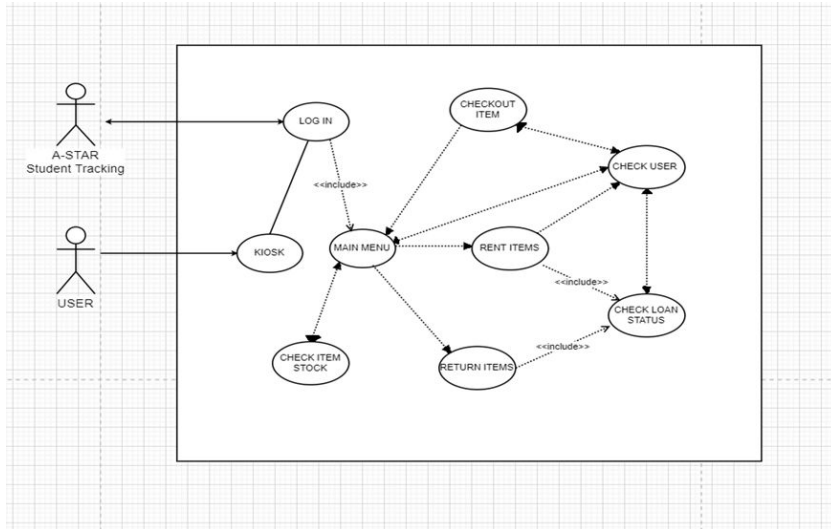 A-STAR
Student Tracking
USER
LOG IN
KIOSK
<<include>>
MAIN MENU
CHECK ITEM
STOCK
CHECKOUT
ITEM
CHECK USER
RENT ITEMS
<<include>>
CHECK LOAN
STATUS
<<include>>
RETURN ITEMS